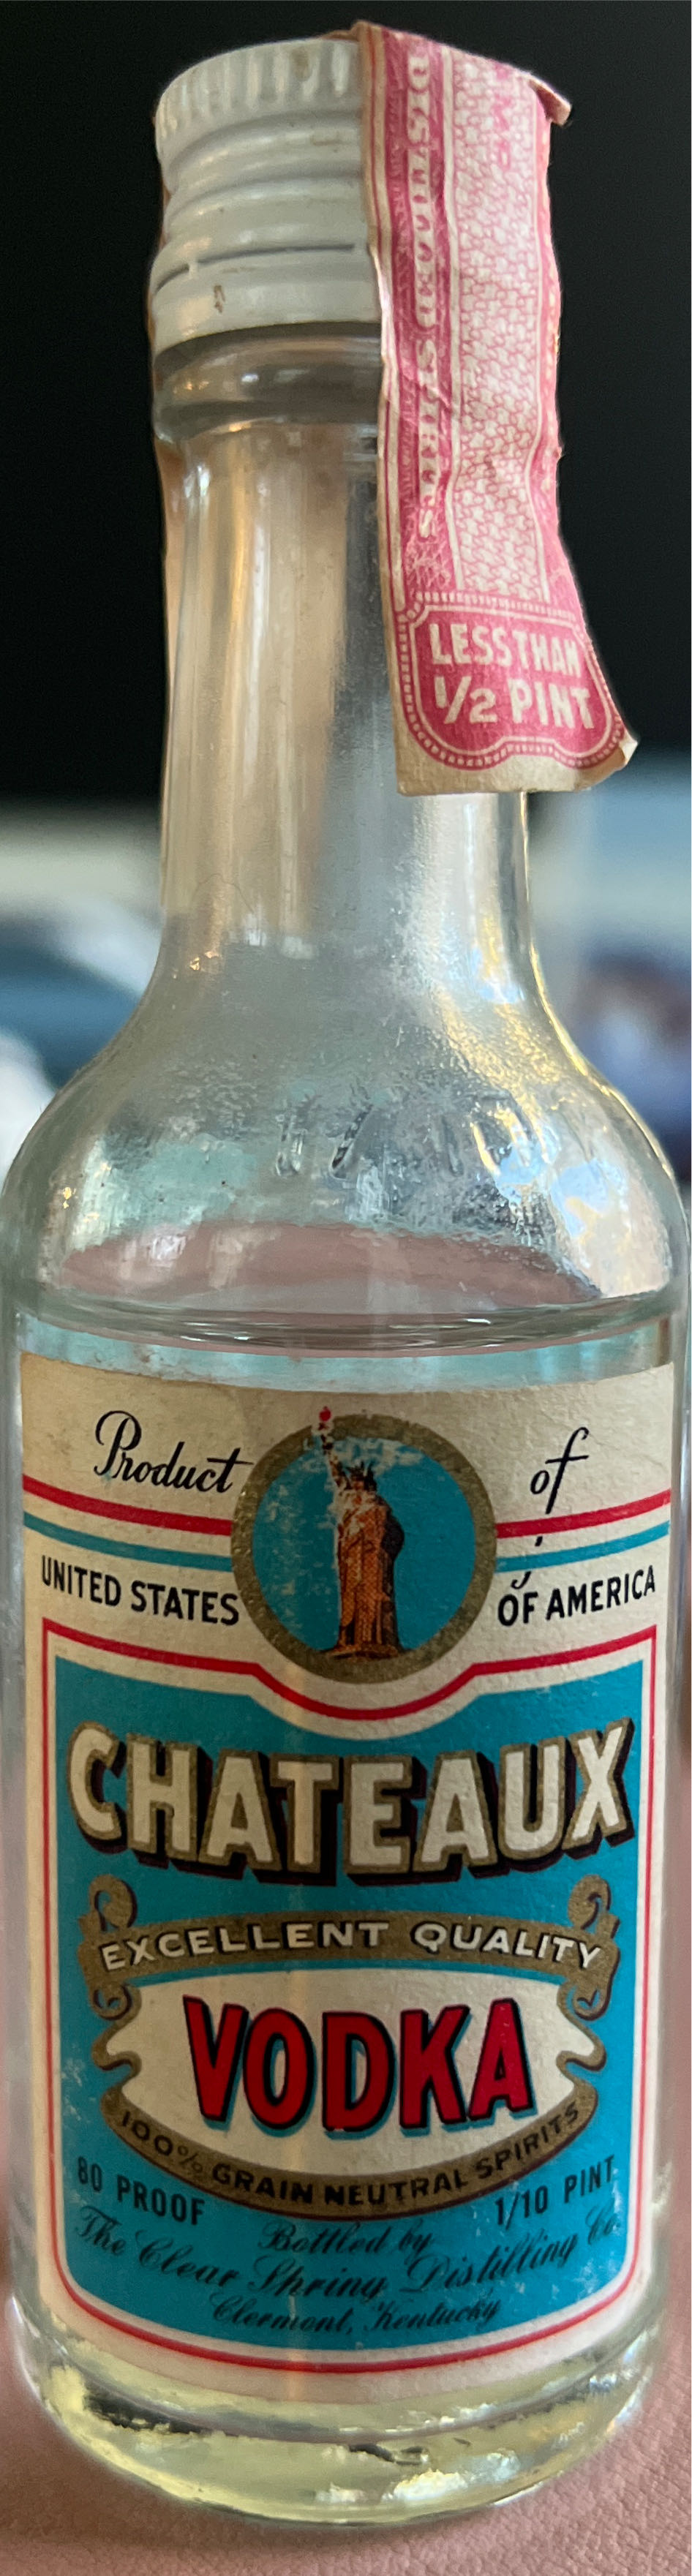 DISTILLED SPIRITS
LESS THAN
1/2 PINT
Product of
UNITED STATES OF AMERICA
CHATEAUX
EXCELLENT QUALITY
VODKA
100% GRAIN NEUTRAL SPIRITS
80 PROOF 1/10 PINT
Bottled by
The Clear Spring Distilling Co.
Clermont, Kentucky